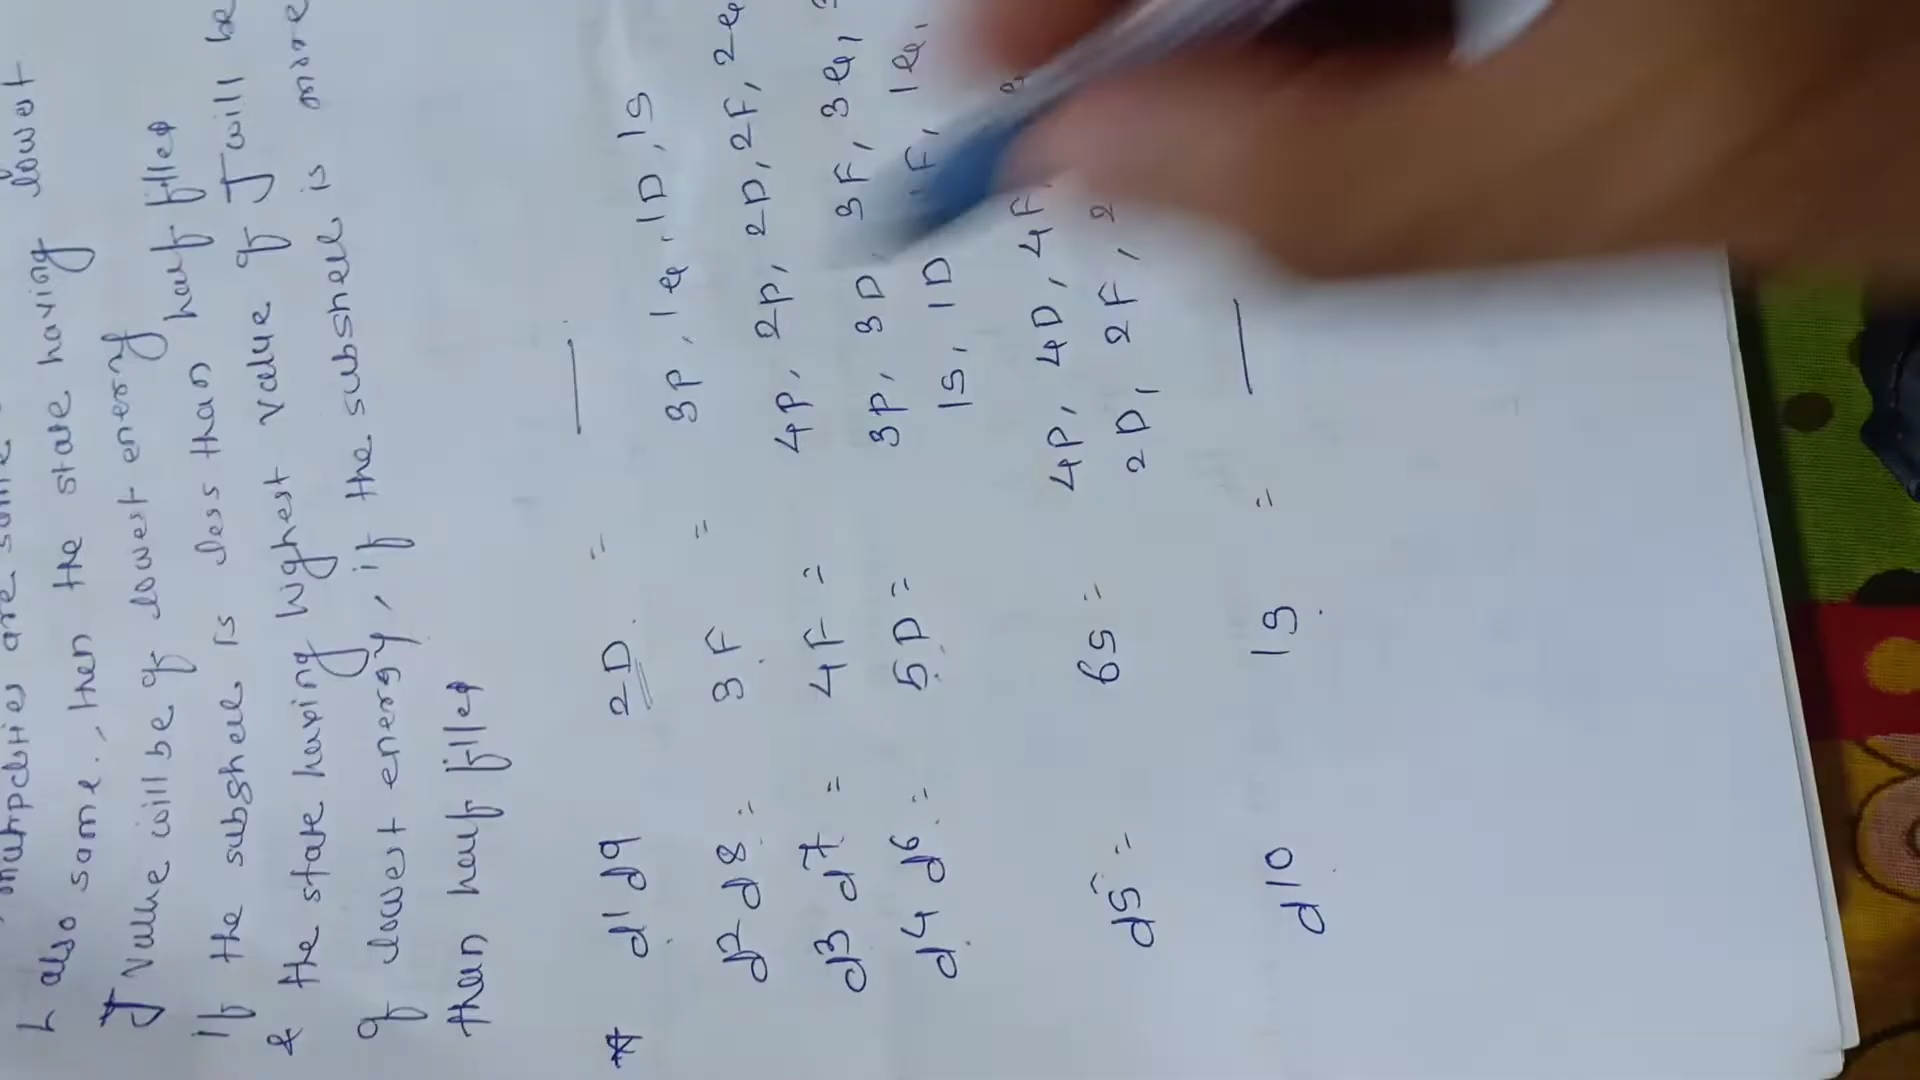 are same
L also same, then the state having lowest
J value will be of lowest energy
If the subshell is less than half filled
& the state having highest value of J will be
of lowest energy, if the subshell is more
then half filled
* d1 d9 2D. = —
d2 d8 = 3F = 3P, 1G, 1D, 1S
d3 d7 = 4F = 4P, 2P, 2D, 2F, 2G
d4 d6 = 5D = 3P, 3D, 3F, 3G,
1S, 1D F, 1G,
d5 = 6S = 4P, 4D, 4F,
2D, 2F, 2
d10 1S = —